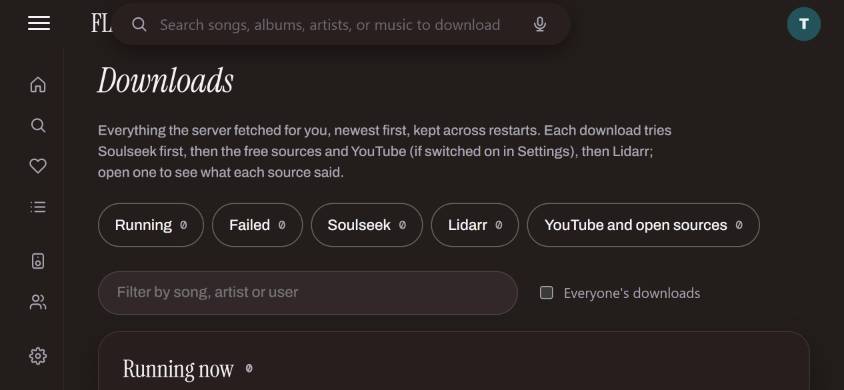 FL
Search songs, albums, artists, or music to download
T
Downloads
Everything the server fetched for you, newest first, kept across restarts. Each download tries
Soulseek first, then the free sources and YouTube (if switched on in Settings), then Lidarr;
open one to see what each source said.
Running 0
Failed 0
Soulseek 0
Lidarr 0
YouTube and open sources 0
Filter by song, artist or user
Everyone's downloads
Running now 0